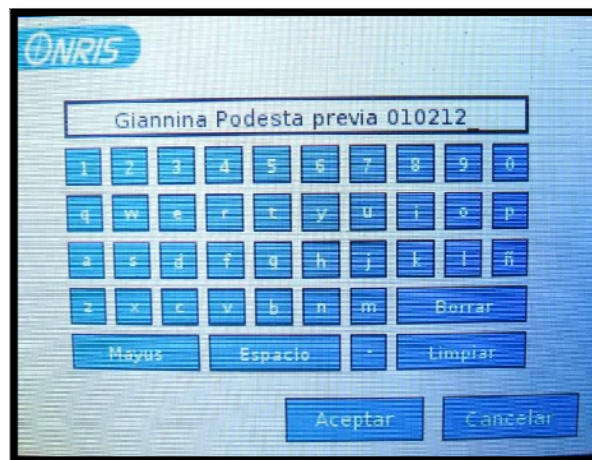 ONRIS
Giannina Podesta previa 010212_
1 2 3 4 5 6 7 8 9 0
q w e r t y u i o p
a s d f g h j k l ñ
z x c v b n m Borrar
Mayus Espacio - Limpiar
Aceptar Cancelar